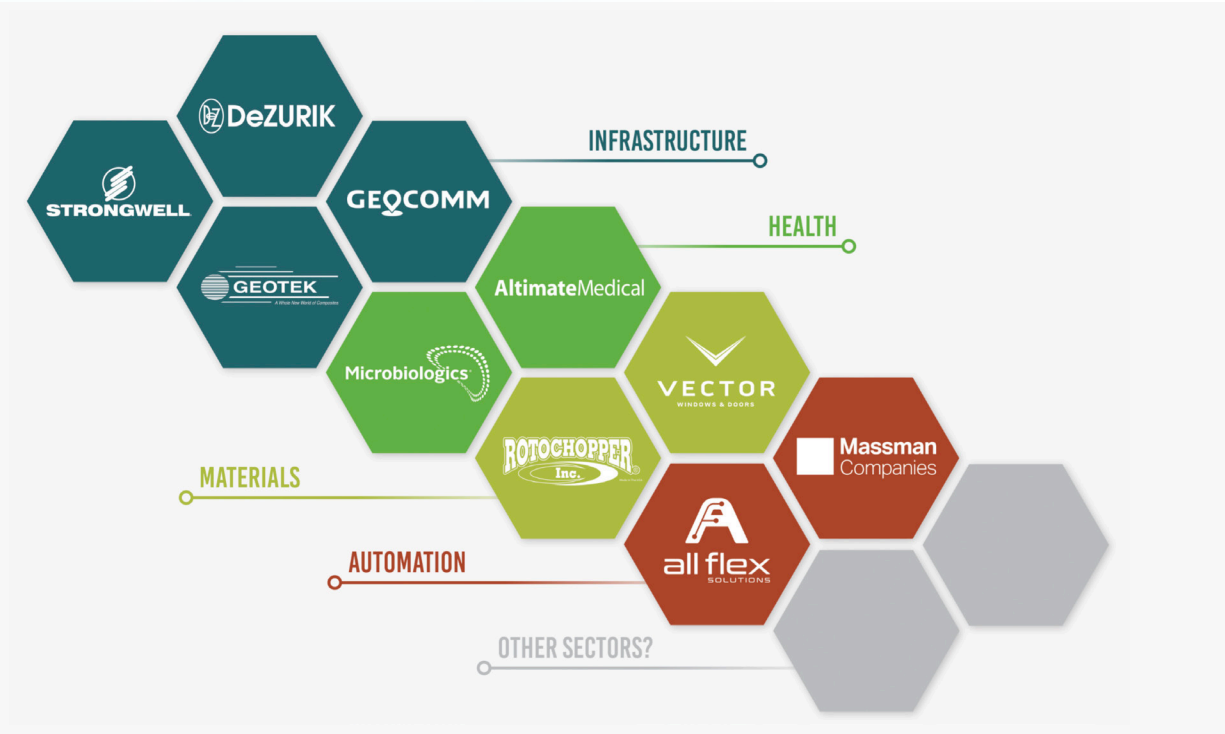 DeZURIK
STRONGWELL
GEOCOMM
GEOTEK
A Whole New World of Composites
INFRASTRUCTURE
HEALTH
AltimateMedical
Microbiologics
VECTOR
WINDOWS & DOORS
ROTOCHOPPER
Inc.
Massman
Companies
MATERIALS
all flex
SOLUTIONS
AUTOMATION
OTHER SECTORS?